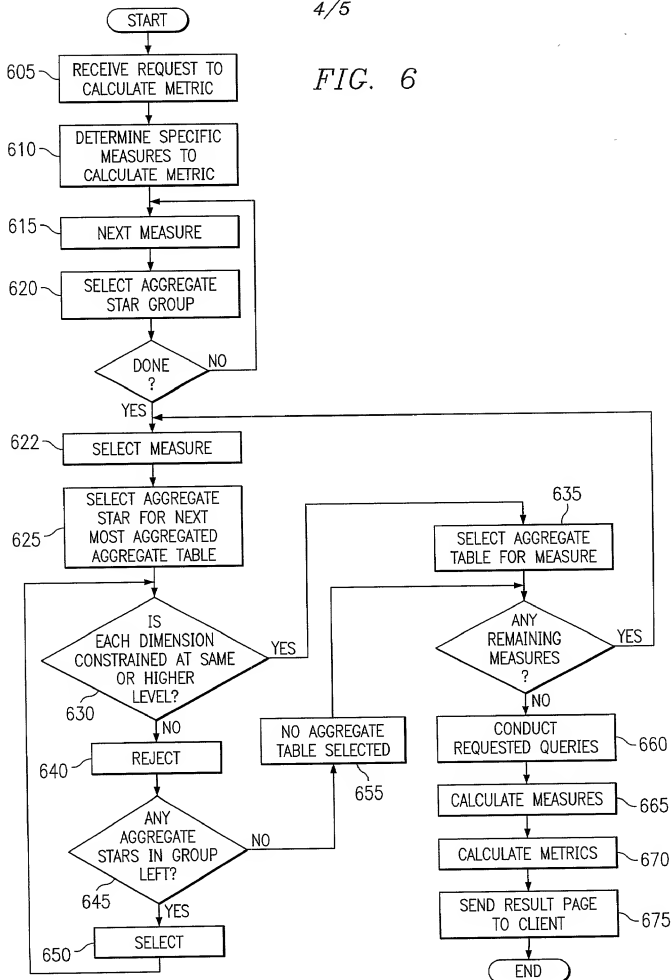 4/5
FIG. 6
START
605
RECEIVE REQUEST TO
CALCULATE METRIC
610
DETERMINE SPECIFIC
MEASURES TO
CALCULATE METRIC
615
NEXT MEASURE
620
SELECT AGGREGATE
STAR GROUP
DONE
?
NO
YES
622
SELECT MEASURE
625
SELECT AGGREGATE
STAR FOR NEXT
MOST AGGREGATED
AGGREGATE TABLE
IS
EACH DIMENSION
CONSTRAINED AT SAME
OR HIGHER
LEVEL?
630
YES
NO
640
REJECT
ANY
AGGREGATE
STARS IN GROUP
LEFT?
645
NO
YES
650
SELECT
NO AGGREGATE
TABLE SELECTED
655
635
SELECT AGGREGATE
TABLE FOR MEASURE
ANY
REMAINING
MEASURES
?
YES
NO
CONDUCT
REQUESTED QUERIES
660
CALCULATE MEASURES
665
CALCULATE METRICS
670
SEND RESULT PAGE
TO CLIENT
675
END